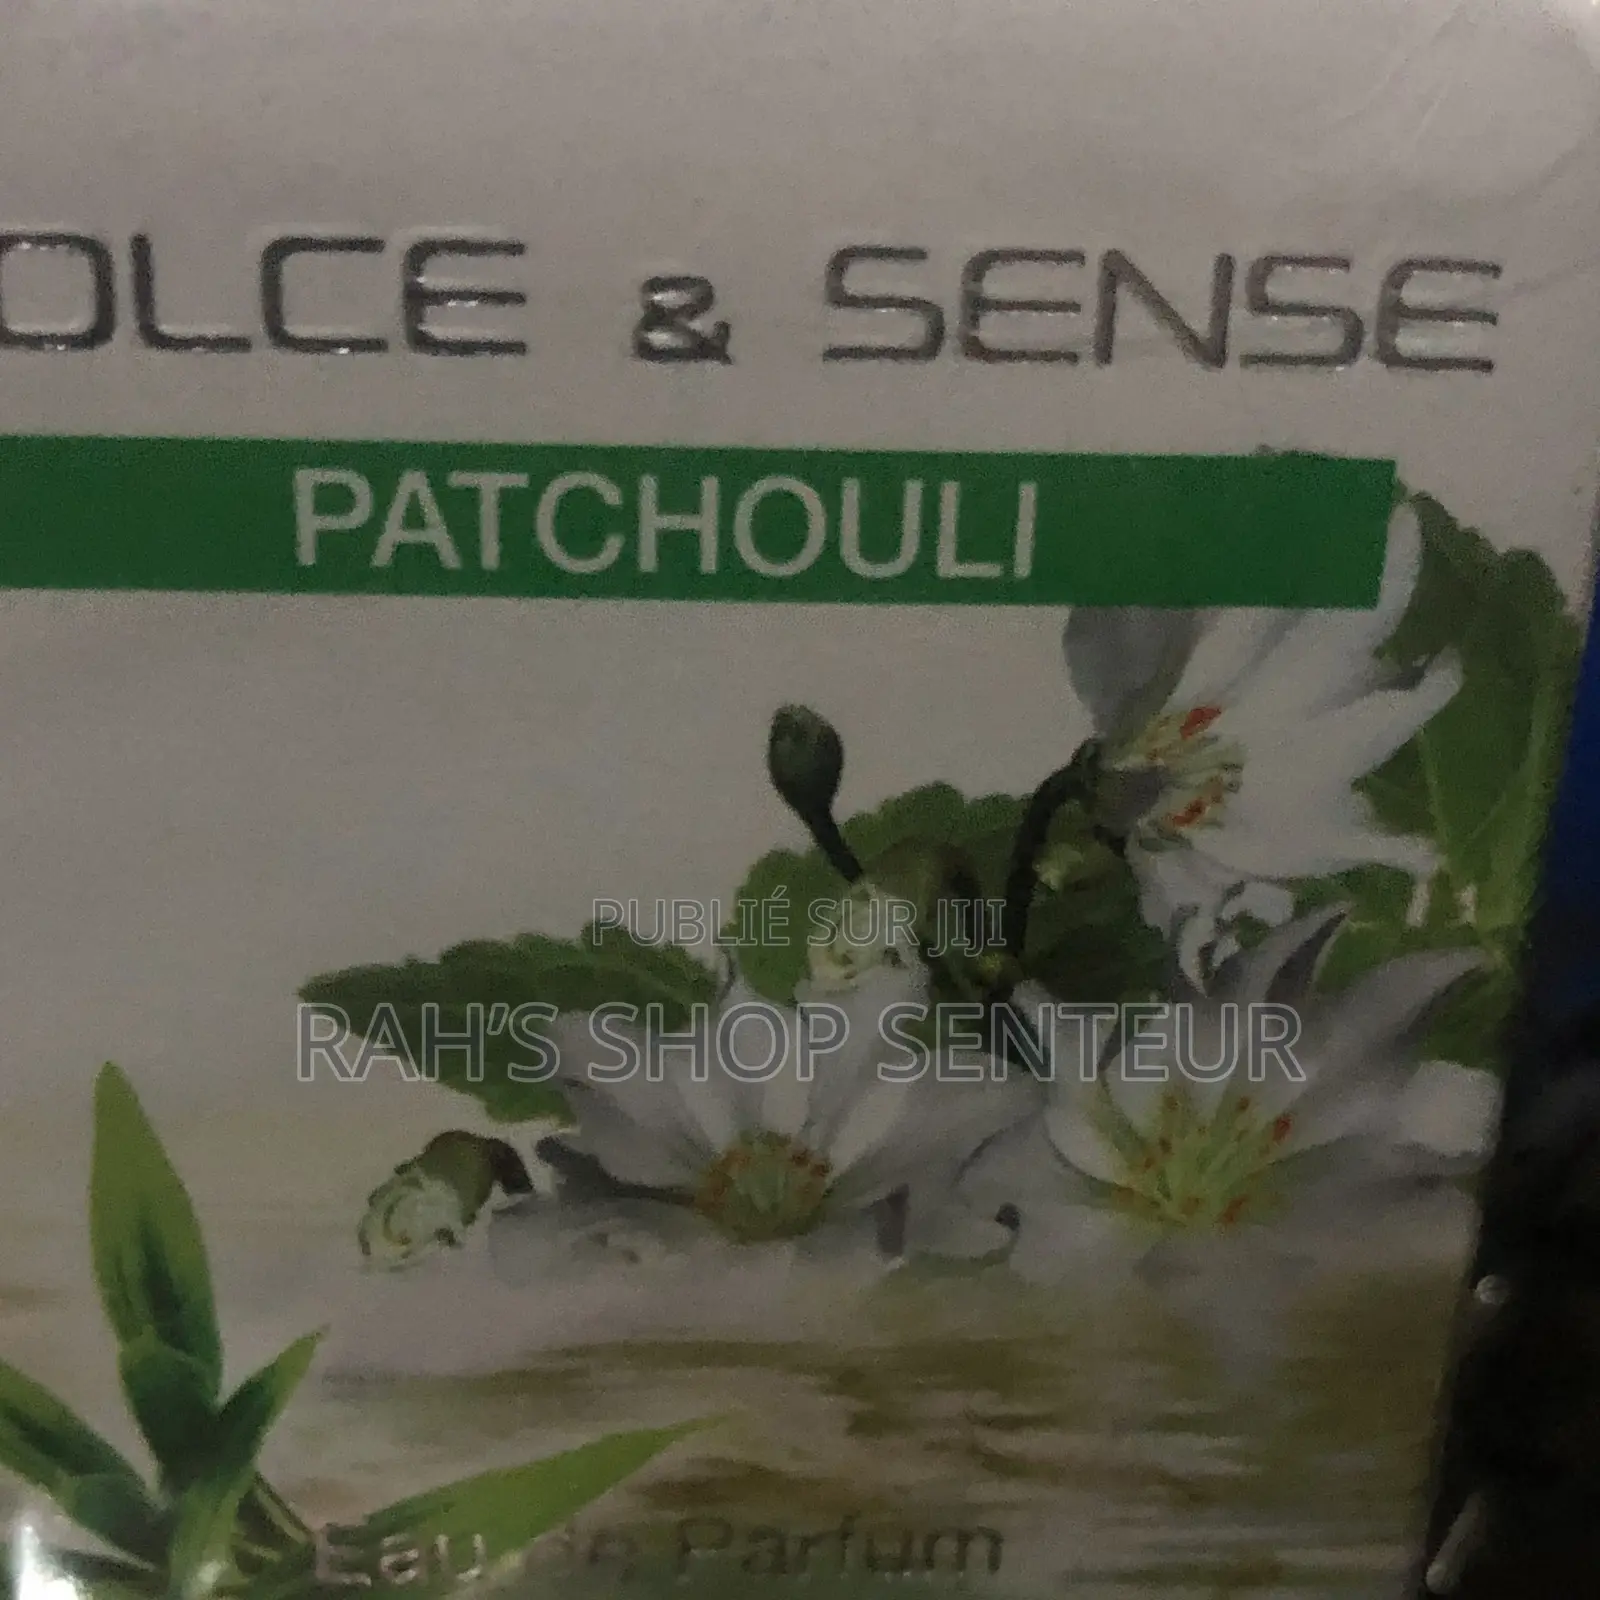 OLCE & SENSE
PATCHOULI
PUBLIÉ SUR JIJI
RAH'S SHOP SENTEUR
Eau de Parfum